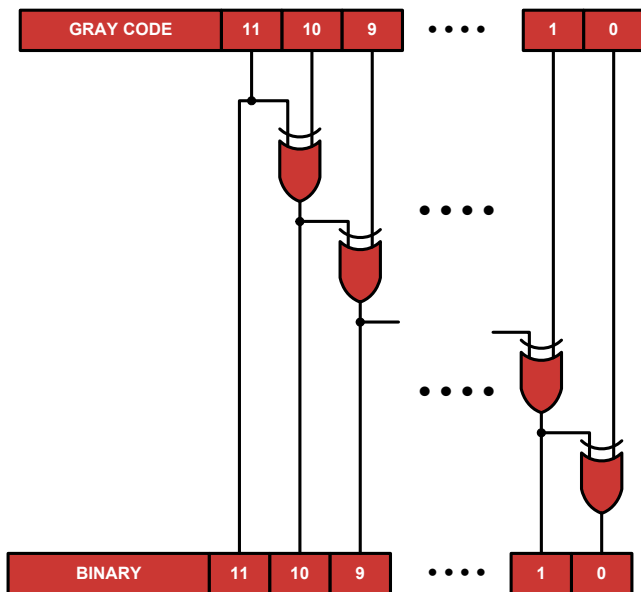 GRAY CODE 11 10 9 •••• 1 0
BINARY 11 10 9 •••• 1 0